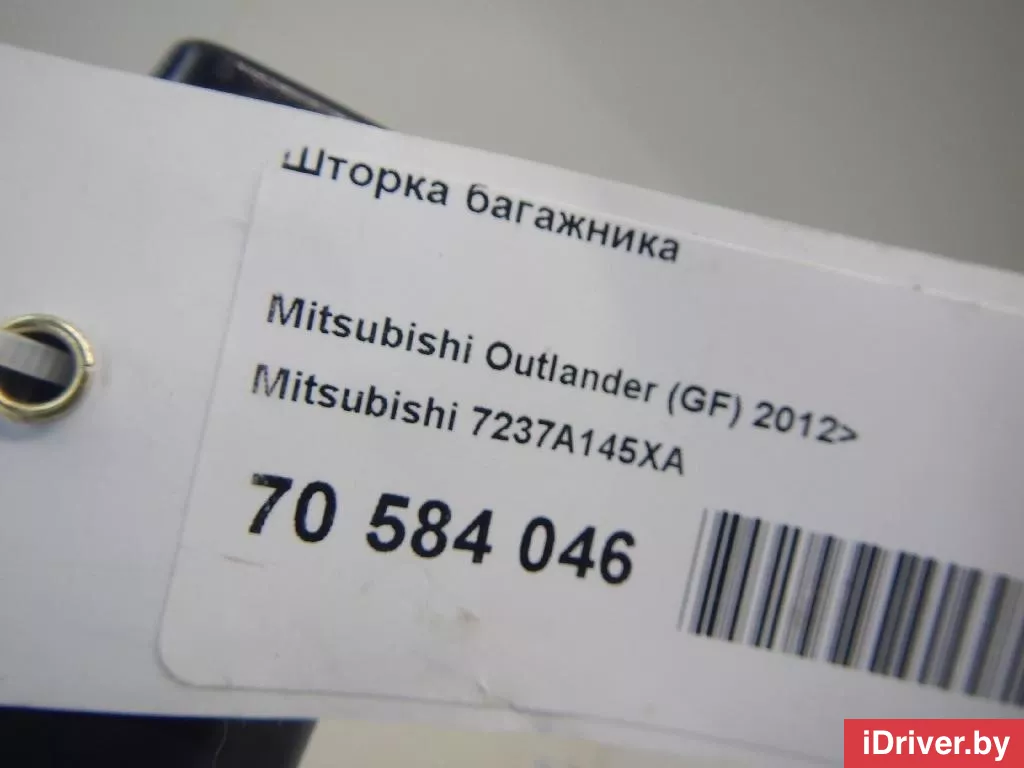 Шторка багажника
Mitsubishi Outlander (GF) 2012>
Mitsubishi 7237A145XA
70 584 046
iDriver.by